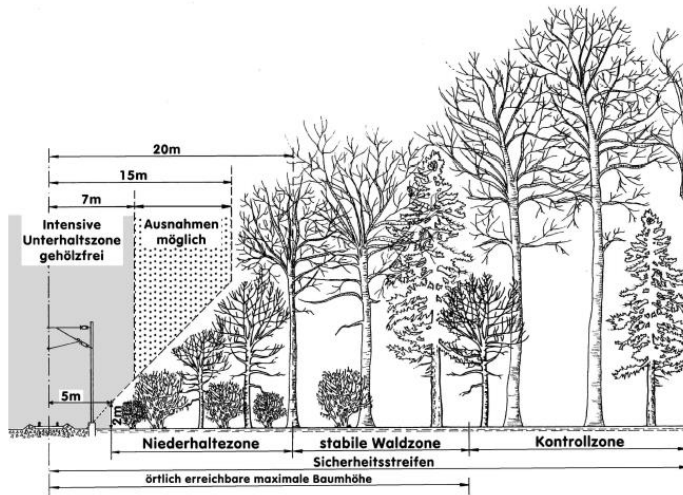 20m
15m
7m
Intensive
Unterhaltszone
gehölzfrei
Ausnahmen
möglich
5m
2m
Niederhaltezone
stabile Waldzone
Kontrollzone
Sicherheitsstreifen
örtlich erreichbare maximale Baumhöhe